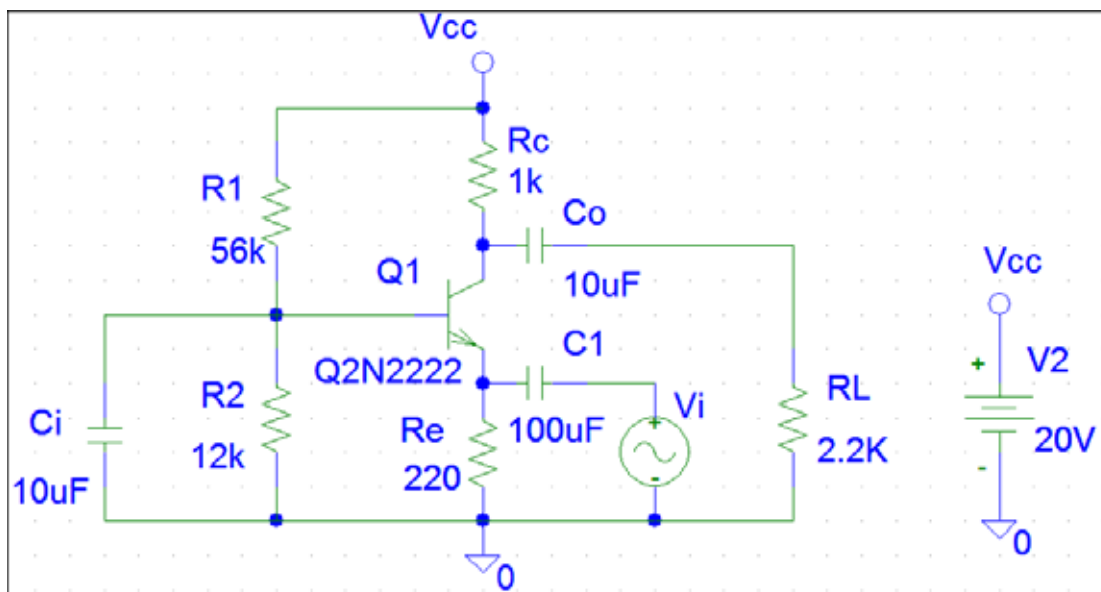 Vcc
Rc
1k
R1
56k
Co
10uF
Q1
Q2N2222
C1
100uF
Vcc
+
V2
20V
-
R2
12k
Ci
10uF
Re
220
Vi
+
-
RL
2.2K
0
0